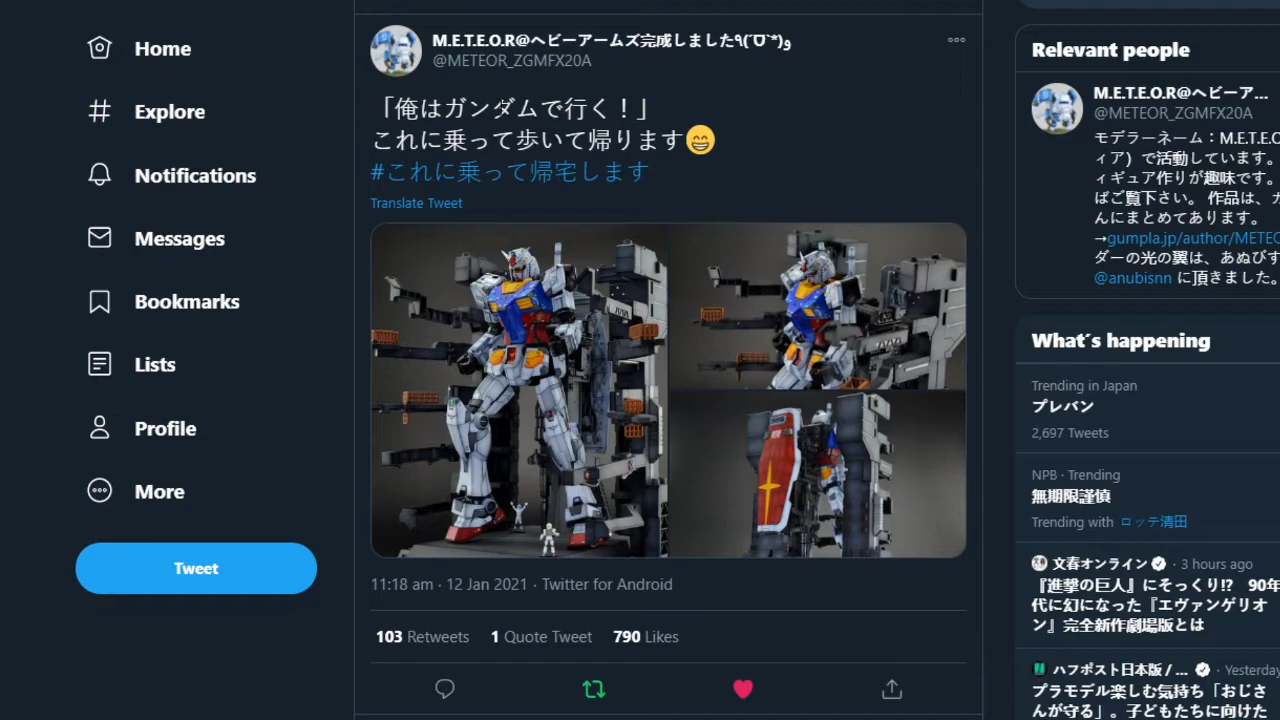 Home
Explore
Notifications
Messages
Bookmarks
Lists
Profile
More
Tweet
M.E.T.E.O.R@ヘビーアームズ完成しました٩(ˊᗜˋ*)و
@METEOR_ZGMFX20A
「俺はガンダムで行く！」
これに乗って歩いて帰ります😁
#これに乗って帰宅します
Translate Tweet
11:18 am · 12 Jan 2021 · Twitter for Android
103 Retweets 1 Quote Tweet 790 Likes
Relevant people
M.E.T.E.O.R@ヘビーア...
@METEOR_ZGMFX20A
モデラーネーム：M.E.T.E.O
ィア）で活動しています。
ィギュア作りが趣味です。
ばご覧下さい。 作品は、ガ
んにまとめてあります。
→gumpla.jp/author/METEO
ダーの光の翼は、あぬびす
@anubisnn に頂きました。
What's happening
Trending in Japan
プレバン
2,697 Tweets
NPB · Trending
無期限謹慎
Trending with ロッテ清田
文春オンライン · 3 hours ago
『進撃の巨人』にそっくり!? 90年
代に幻になった『エヴァンゲリオ
ン』完全新作劇場版とは
ハフポスト日本版 / ... · Yesterday
プラモデル楽しむ気持ち「おじさ
んが守る」。子どもたちに向けた